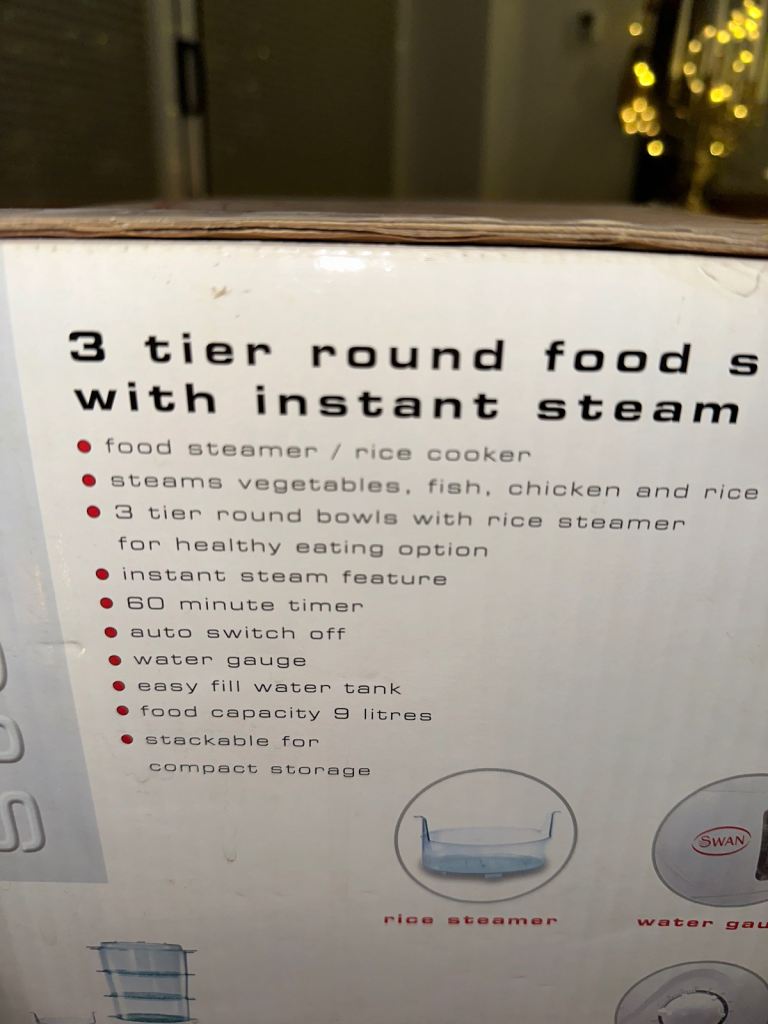 3 tier round food s
with instant steam
food steamer / rice cooker
steams vegetables, fish, chicken and rice
3 tier round bowls with rice steamer
for healthy eating option
instant steam feature
60 minute timer
auto switch off
water gauge
easy fill water tank
food capacity 9 litres
stackable for
compact storage
SWAN
rice steamer
water gau